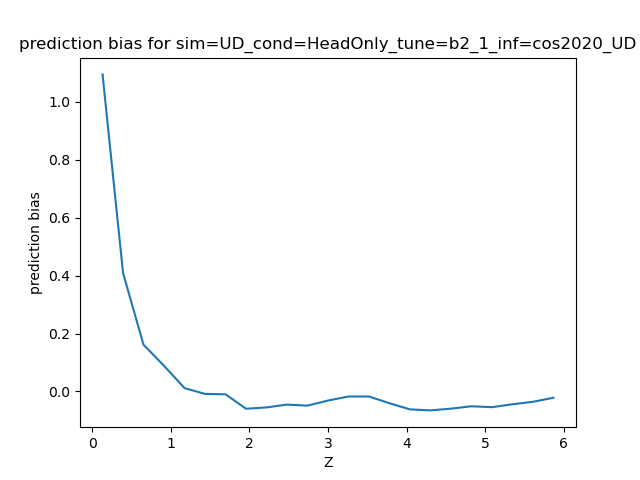 prediction bias for sim=UD_cond=HeadOnly_tune=b2_1_inf=cos2020_UD
1.0
0.8
0.6
0.4
0.2
0.0
prediction bias
0 1 2 3 4 5 6
Z